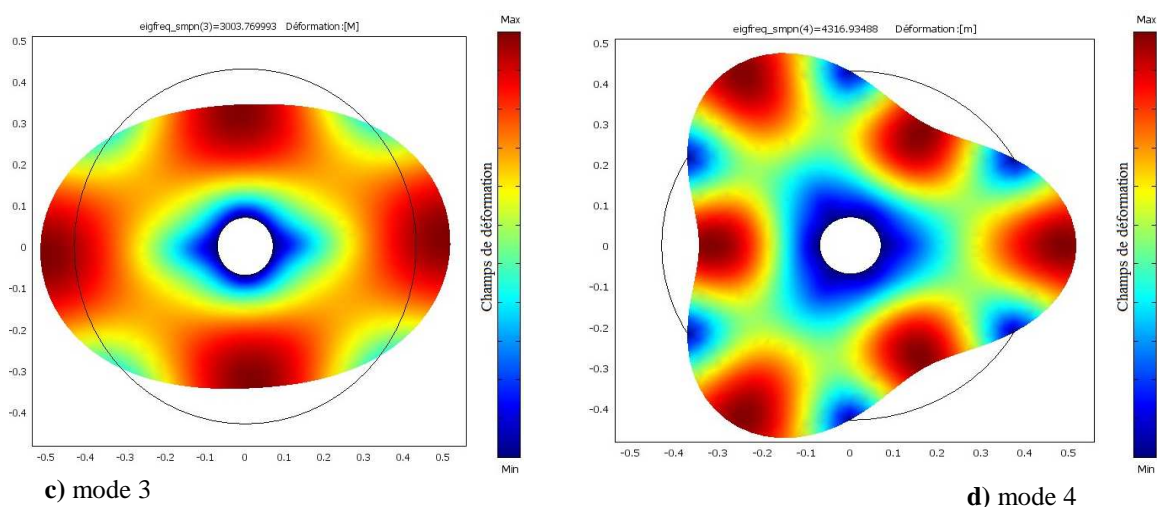 eigfreq_smpn(3)=3003.769993 Déformation:[M]
Max
0.5
0.4
0.3
0.2
0.1
0
-0.1
-0.2
-0.3
-0.4
-0.5 -0.4 -0.3 -0.2 -0.1 0 0.1 0.2 0.3 0.4 0.5
Champs de déformation
Min
c) mode 3
eigfreq_smpn(4)=4316.93488 Déformation:[m]
Max
0.5
0.4
0.3
0.2
0.1
0
-0.1
-0.2
-0.3
-0.4
-0.5 -0.4 -0.3 -0.2 -0.1 0 0.1 0.2 0.3 0.4 0.5
Champs de déformation
Min
d) mode 4